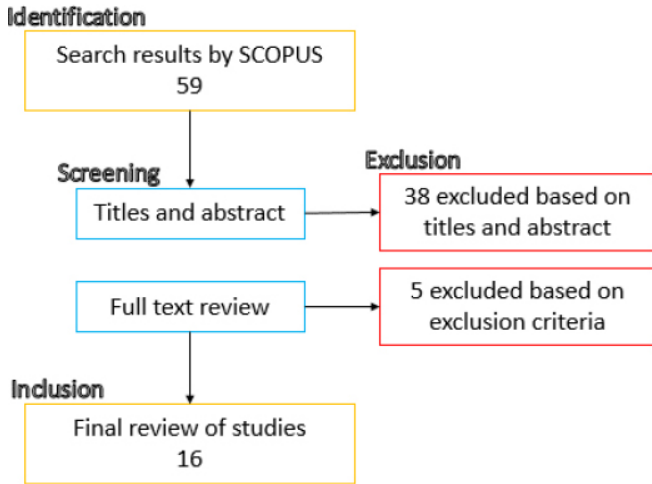 Identification
Search results by SCOPUS
59
Screening
Exclusion
Titles and abstract
38 excluded based on
titles and abstract
Full text review
5 excluded based on
exclusion criteria
Inclusion
Final review of studies
16